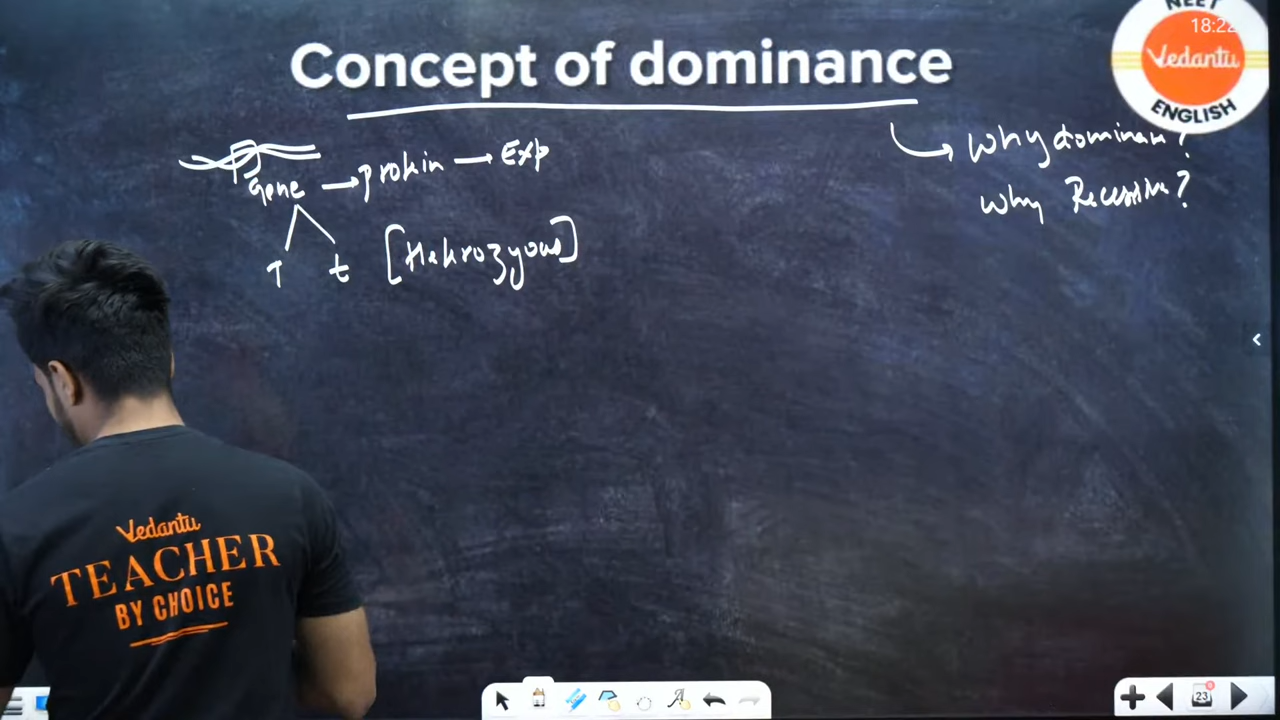 NEET
18:22
Vedantu
ENGLISH
Concept of dominance
Why dominant?
Why Recessive?
Gene → protein → Exp
T t [Heterozygous]
Vedantu
TEACHER
BY CHOICE
23